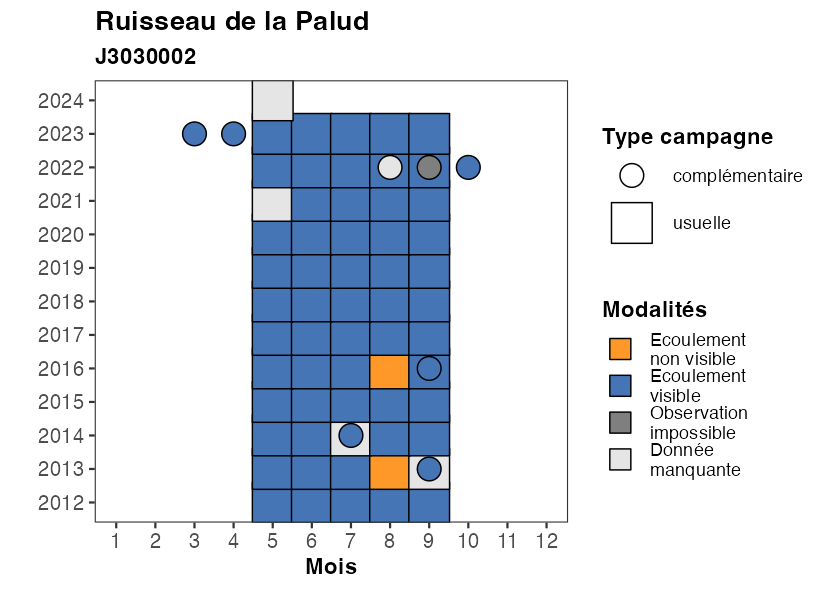 Ruisseau de la Palud
J3030002
2024
2023
2022
2021
2020
2019
2018
2017
2016
2015
2014
2013
2012
1 2 3 4 5 6 7 8 9 10 11 12
Mois
Type campagne
complémentaire
usuelle
Modalités
Ecoulement
non visible
Ecoulement
visible
Observation
impossible
Donnée
manquante